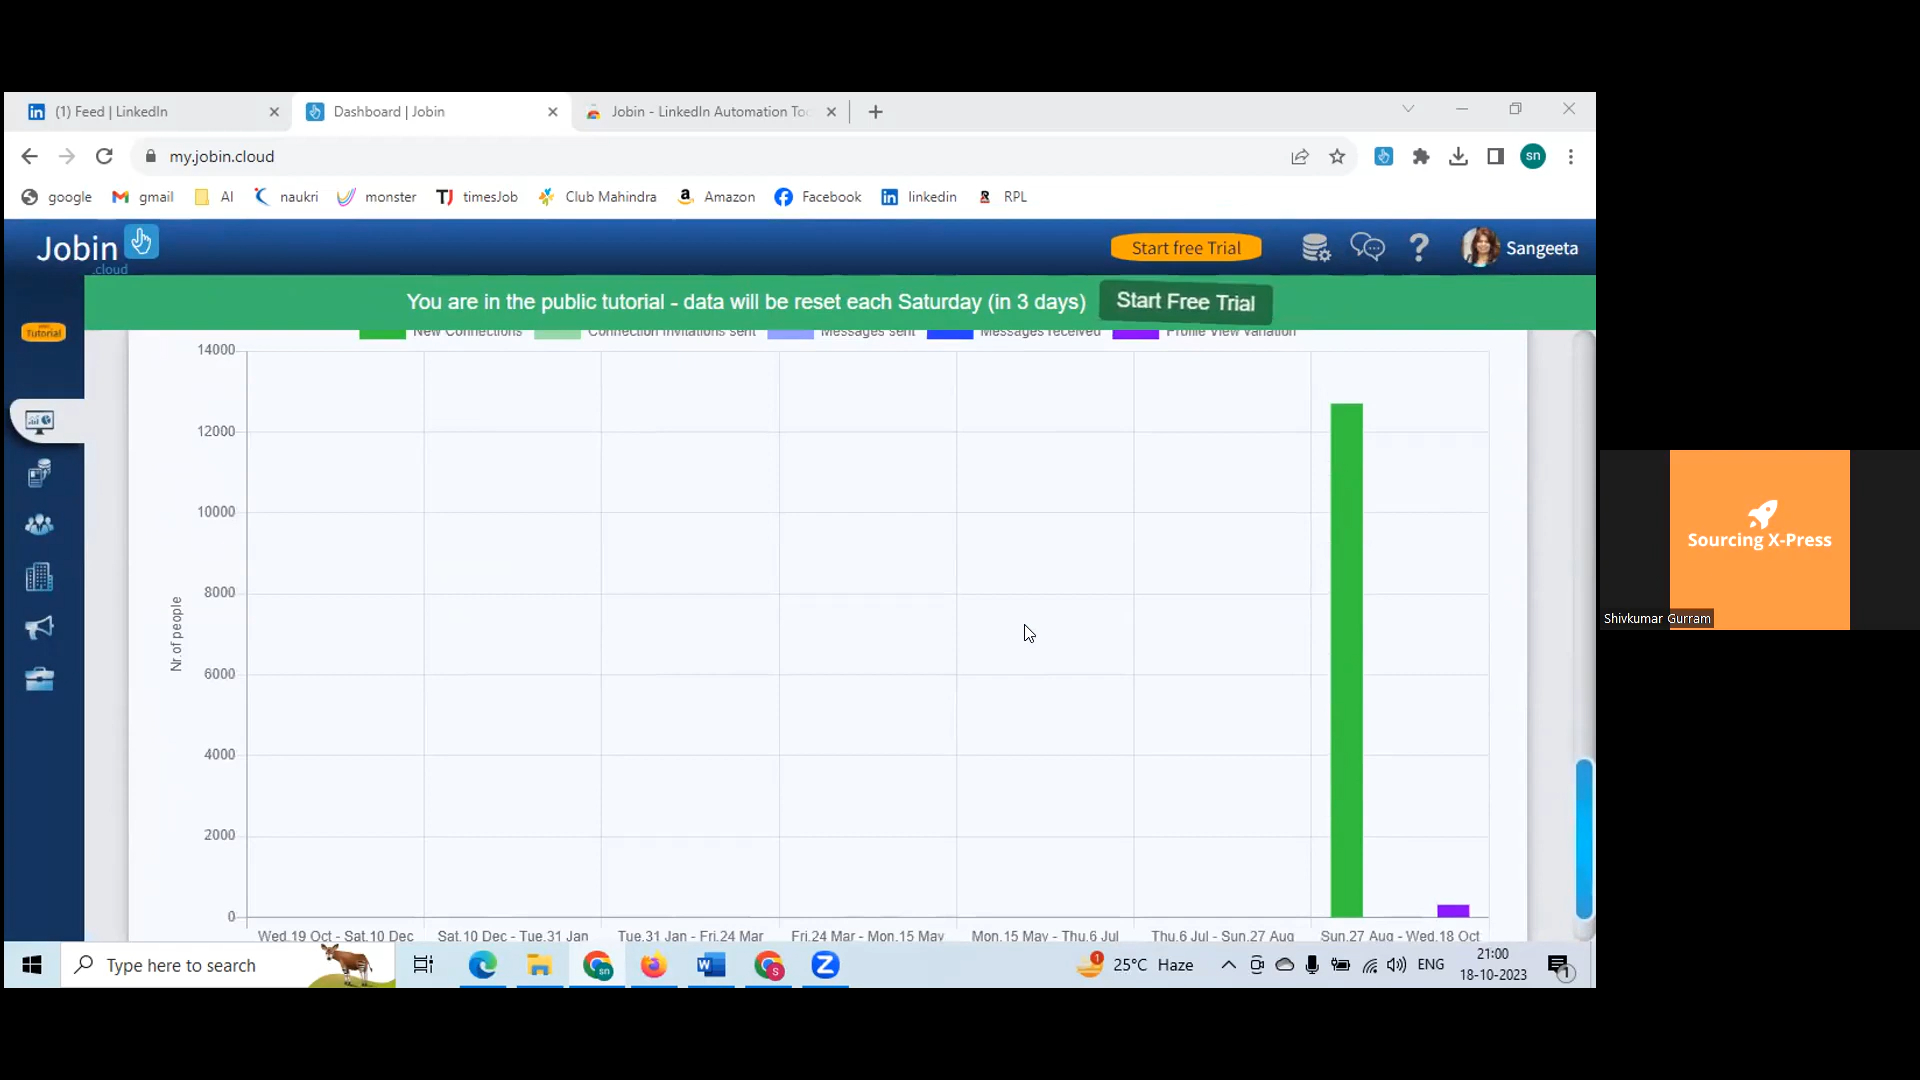 (1) Feed | LinkedIn
Dashboard | Jobin
Jobin - LinkedIn Automation Too
my.jobin.cloud
sn
google
gmail
AI
naukri
monster
TJ timesJob
Club Mahindra
Amazon
Facebook
linkedin
RPL
Jobin
.cloud
Start free Trial
?
Sangeeta
You are in the public tutorial - data will be reset each Saturday (in 3 days)
Start Free Trial
Tutorial
New Connections
Connection invitations sent
Messages sent
Messages received
Profile View variation
14000
12000
10000
8000
6000
4000
2000
0
Nr.of people
Wed.19 Oct - Sat.10 Dec
Sat.10 Dec - Tue.31 Jan
Tue.31 Jan - Fri.24 Mar
Fri.24 Mar - Mon.15 May
Mon.15 May - Thu.6 Jul
Thu.6 Jul - Sun.27 Aug
Sun.27 Aug - Wed.18 Oct
Sourcing X-Press
Shivkumar Gurram
Type here to search
1
25°C Haze
ENG
21:00
18-10-2023
1